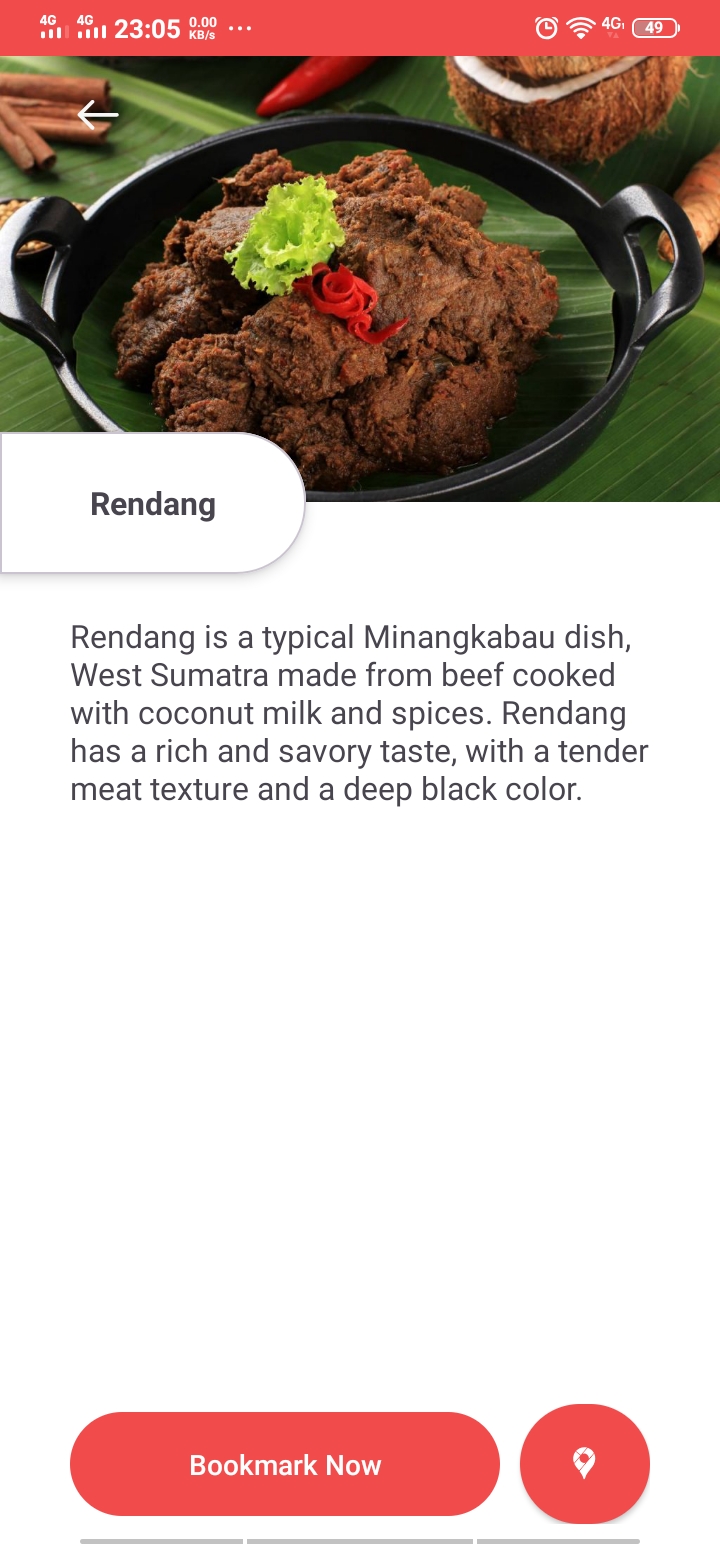 4G 4G 23:05 0.00 KB/s ... 4G 49
Rendang
Rendang is a typical Minangkabau dish,
West Sumatra made from beef cooked
with coconut milk and spices. Rendang
has a rich and savory taste, with a tender
meat texture and a deep black color.
Bookmark Now